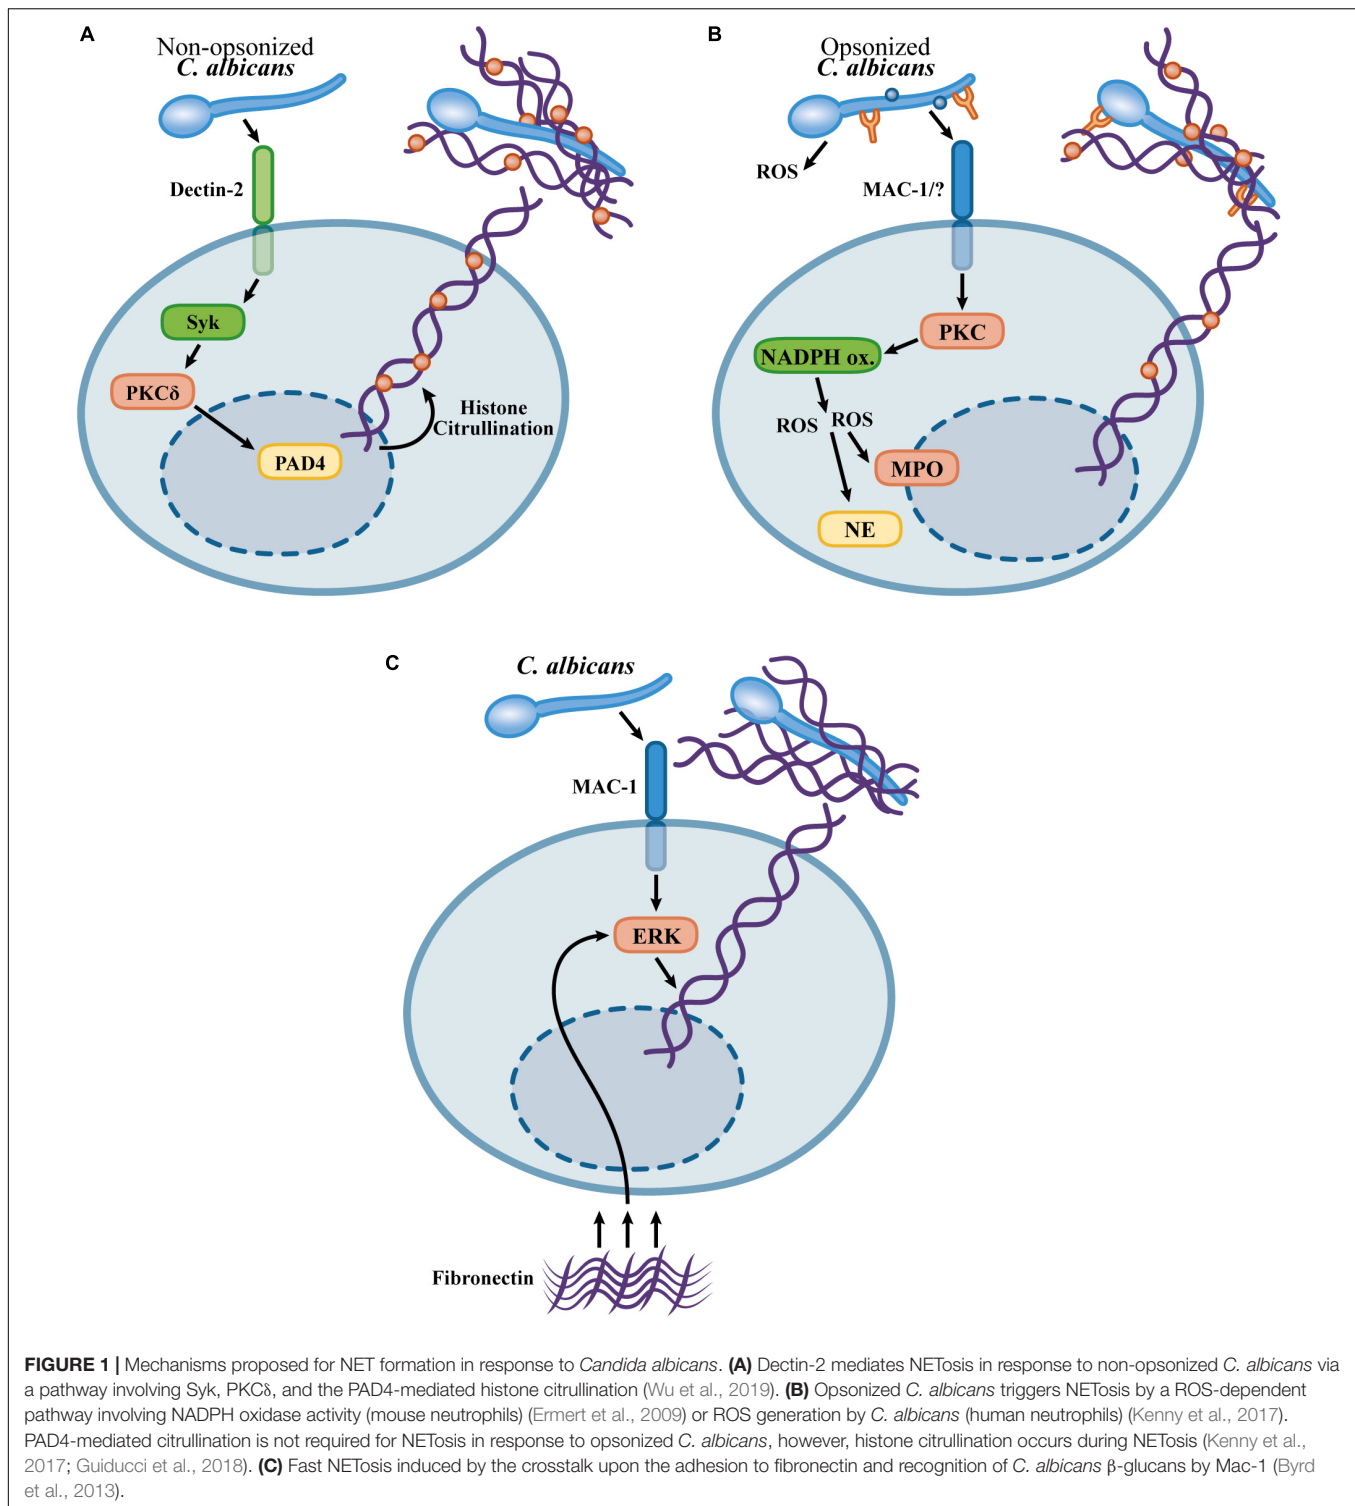 A
Non-opsonized
C. albicans
Dectin-2
Syk
PKCδ
PAD4
Histone
Citrullination
B
Opsonized
C. albicans
ROS
MAC-1/?
PKC
NADPH ox.
ROS ROS
MPO
NE
C
C. albicans
MAC-1
ERK
Fibronectin
FIGURE 1 | Mechanisms proposed for NET formation in response to Candida albicans. (A) Dectin-2 mediates NETosis in response to non-opsonized C. albicans via
a pathway involving Syk, PKCδ, and the PAD4-mediated histone citrullination (Wu et al., 2019). (B) Opsonized C. albicans triggers NETosis by a ROS-dependent
pathway involving NADPH oxidase activity (mouse neutrophils) (Ermert et al., 2009) or ROS generation by C. albicans (human neutrophils) (Kenny et al., 2017).
PAD4-mediated citrullination is not required for NETosis in response to opsonized C. albicans, however, histone citrullination occurs during NETosis (Kenny et al.,
2017; Guiducci et al., 2018). (C) Fast NETosis induced by the crosstalk upon the adhesion to fibronectin and recognition of C. albicans β-glucans by Mac-1 (Byrd
et al., 2013).